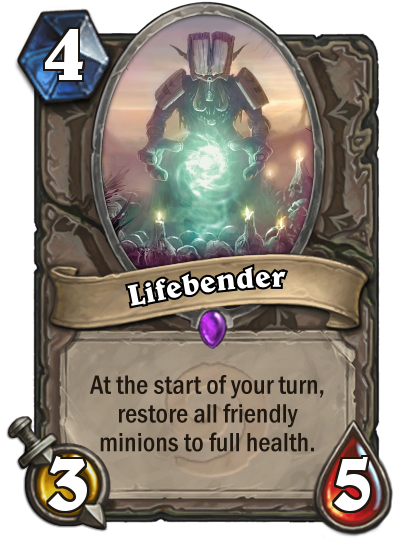 4
Lifebender
At the start of your turn,
restore all friendly
minions to full health.
3
5